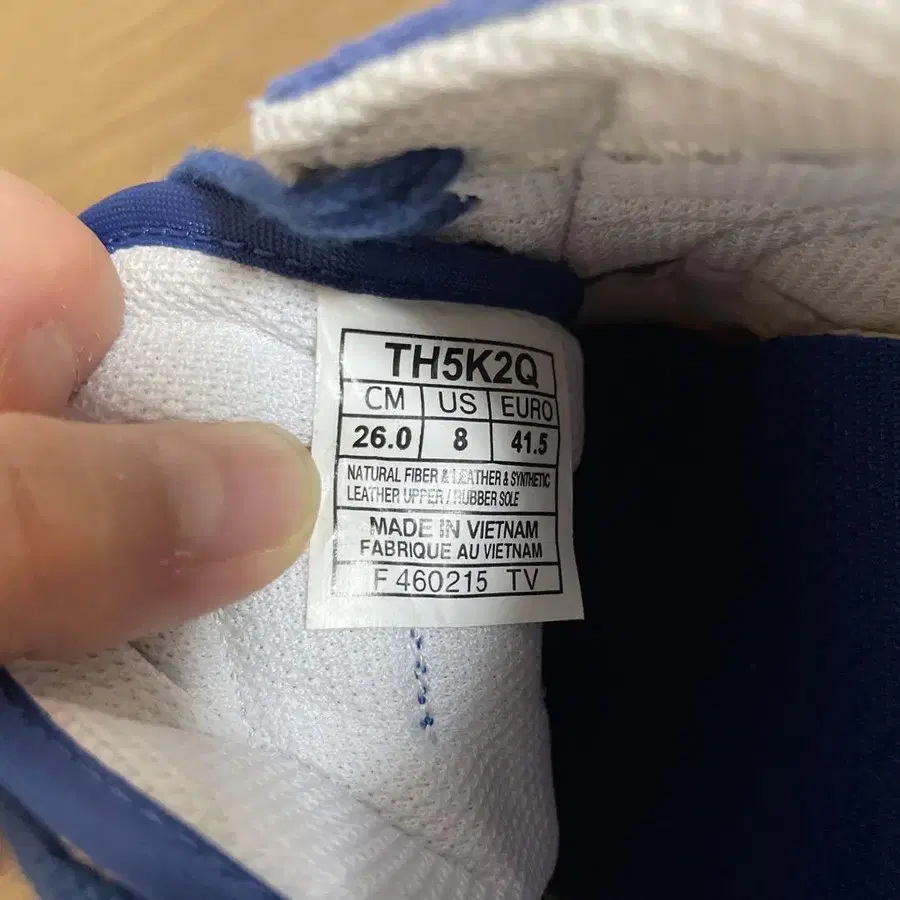 TH5K2Q
CM US EURO
26.0 8 41.5
NATURAL FIBER & LEATHER & SYNTHETIC
LEATHER UPPER / RUBBER SOLE
MADE IN VIETNAM
FABRIQUE AU VIETNAM
F 460215 TV